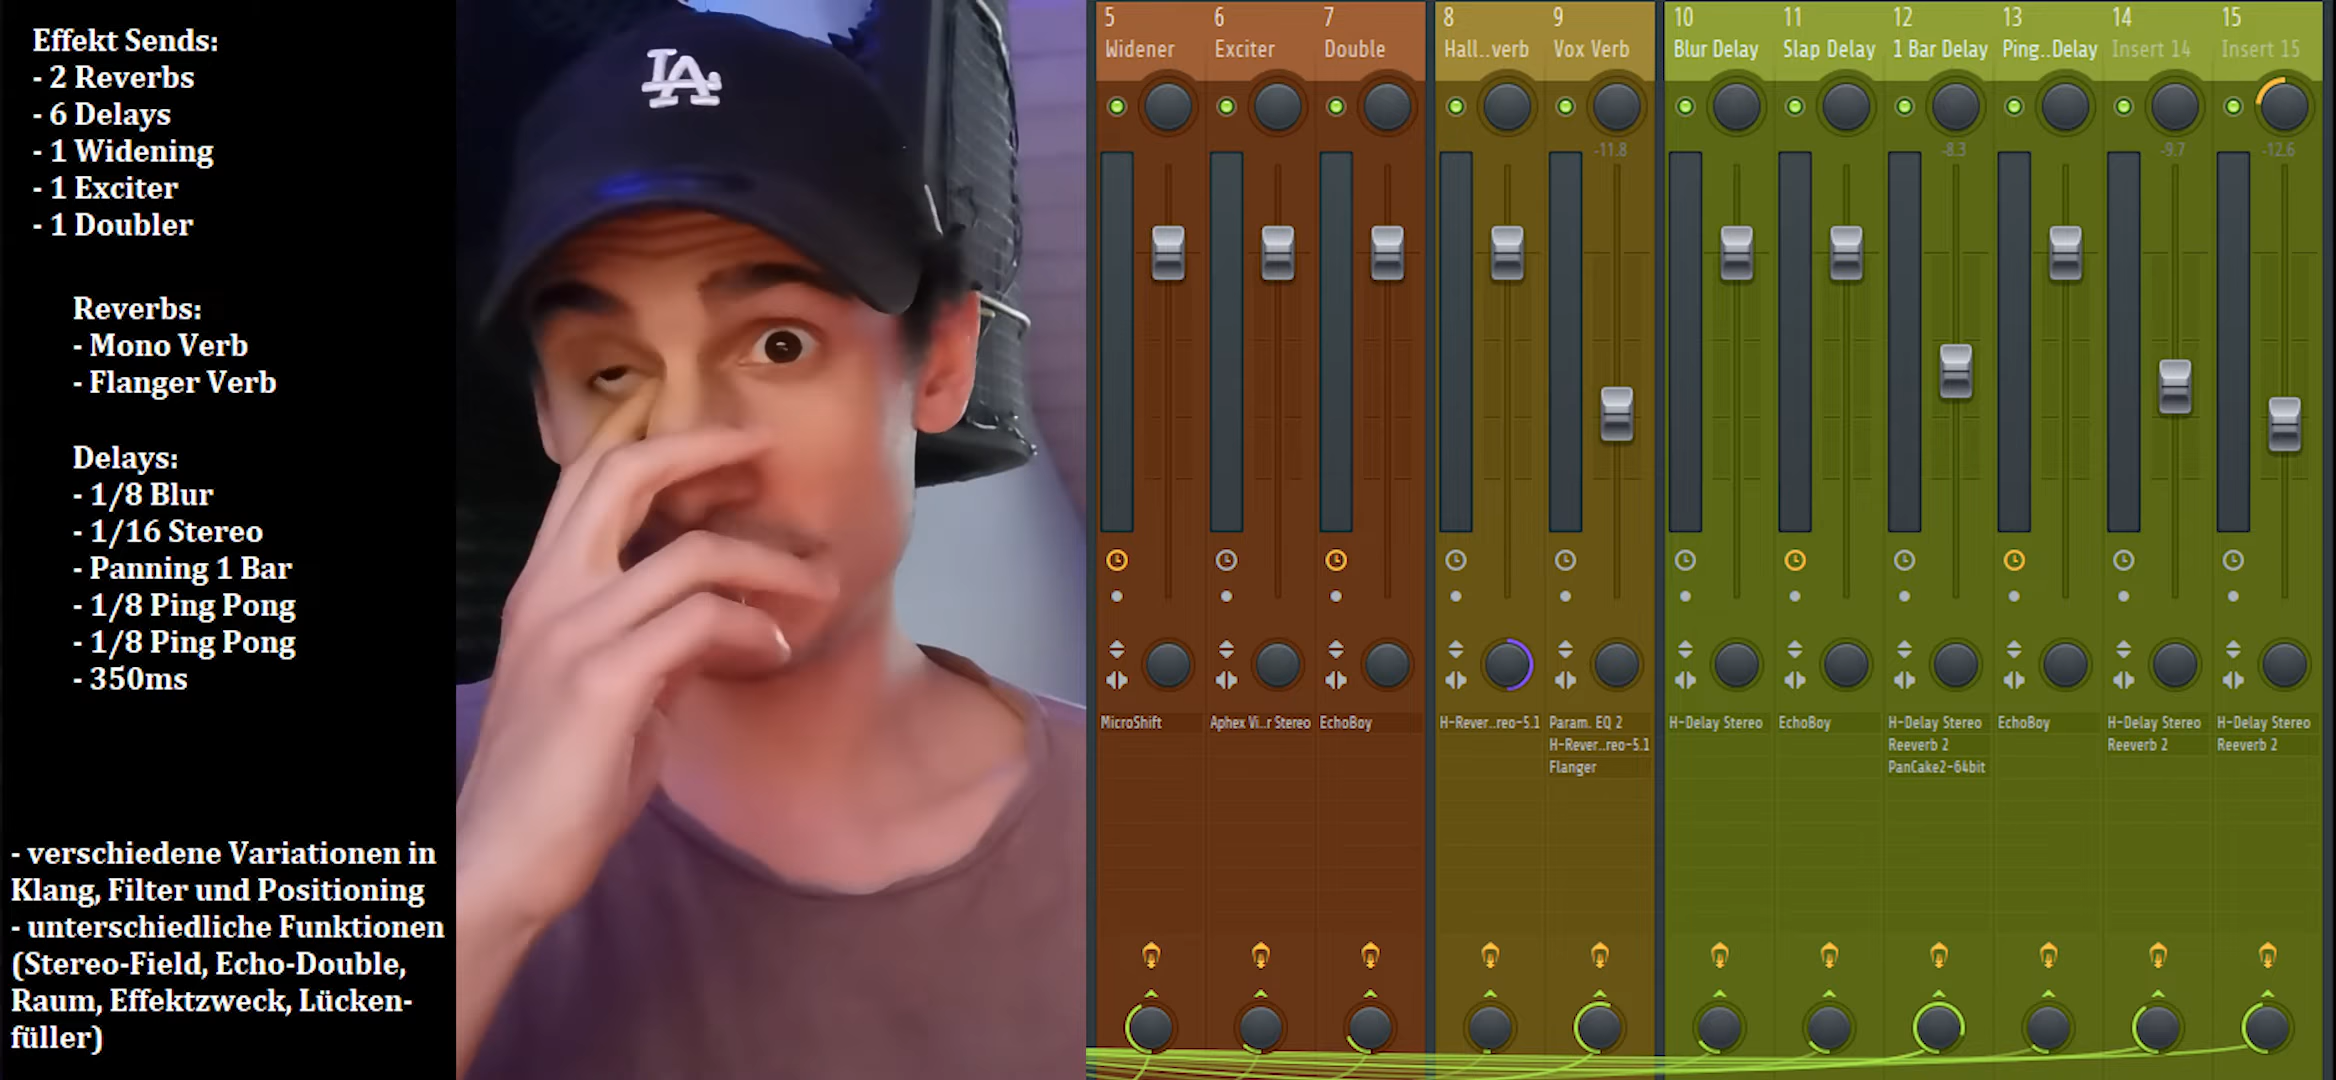 Effekt Sends:
- 2 Reverbs
- 6 Delays
- 1 Widening
- 1 Exciter
- 1 Doubler
Reverbs:
- Mono Verb
- Flanger Verb
Delays:
- 1/8 Blur
- 1/16 Stereo
- Panning 1 Bar
- 1/8 Ping Pong
- 1/8 Ping Pong
- 350ms
- verschiedene Variationen in
Klang, Filter und Positioning
- unterschiedliche Funktionen
(Stereo-Field, Echo-Double,
Raum, Effektzweck, Lücken-
füller)
LA
5 6 7 8 9 10 11 12 13 14 15
Widener Exciter Double Hall..verb Vox Verb Blur Delay Slap Delay 1 Bar Delay Ping..Delay Insert 14 Insert 15
-11.8 -8.3 -9.7 -12.6
MicroShift Aphex Vi..r Stereo EchoBoy H-Rever..reo-5.1 Param. EQ 2 H-Delay Stereo EchoBoy H-Delay Stereo EchoBoy H-Delay Stereo H-Delay Stereo
H-Rever..reo-5.1 Reeverb 2 Reeverb 2 Reeverb 2
Flanger PanCake2-64bit